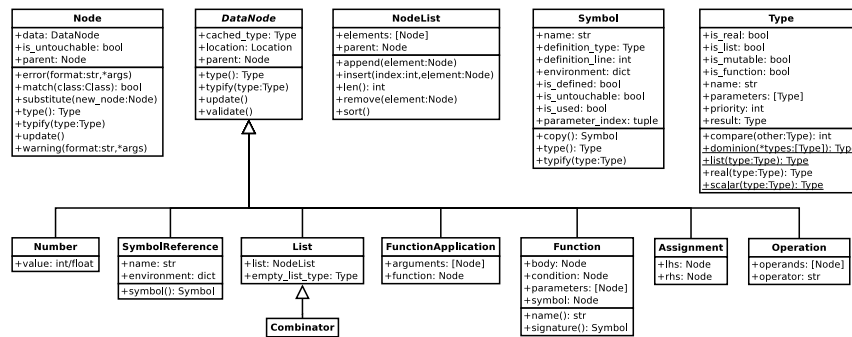 Node
+data: DataNode
+is_untouchable: bool
+parent: Node
+error(format:str,*args)
+match(class:Class): bool
+substitute(new_node:Node)
+type(): Type
+typify(type:Type)
+update()
+warning(format:str,*args)
DataNode
+cached_type: Type
+location: Location
+parent: Node
+type(): Type
+typify(type:Type)
+update()
+validate()
NodeList
+elements: [Node]
+parent: Node
+append(element:Node)
+insert(index:int,element:Node)
+len(): int
+remove(element:Node)
+sort()
Symbol
+name: str
+definition_type: Type
+definition_line: int
+environment: dict
+is_defined: bool
+is_untouchable: bool
+is_used: bool
+parameter_index: tuple
+copy(): Symbol
+type(): Type
+typify(type:Type)
Type
+is_real: bool
+is_list: bool
+is_mutable: bool
+is_function: bool
+name: str
+parameters: [Type]
+priority: int
+result: Type
+compare(other:Type): int
+dominion(*types:[Type]): Type
+list(type:Type): Type
+real(type:Type): Type
+scalar(type:Type): Type
Number
+value: int/float
SymbolReference
+name: str
+environment: dict
+symbol(): Symbol
List
+list: NodeList
+empty_list_type: Type
FunctionApplication
+arguments: [Node]
+function: Node
Function
+body: Node
+condition: Node
+parameters: [Node]
+symbol: Node
+name(): str
+signature(): Symbol
Assignment
+lhs: Node
+rhs: Node
Operation
+operands: [Node]
+operator: str
Combinator